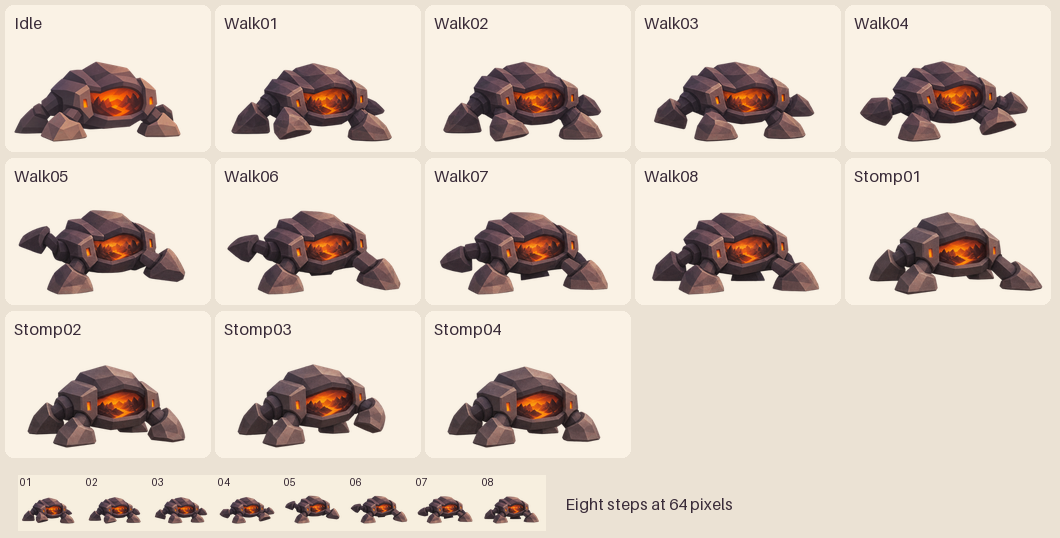 Idle
Walk01
Walk02
Walk03
Walk04
Walk05
Walk06
Walk07
Walk08
Stomp01
Stomp02
Stomp03
Stomp04
01
02
03
04
05
06
07
08
Eight steps at 64 pixels